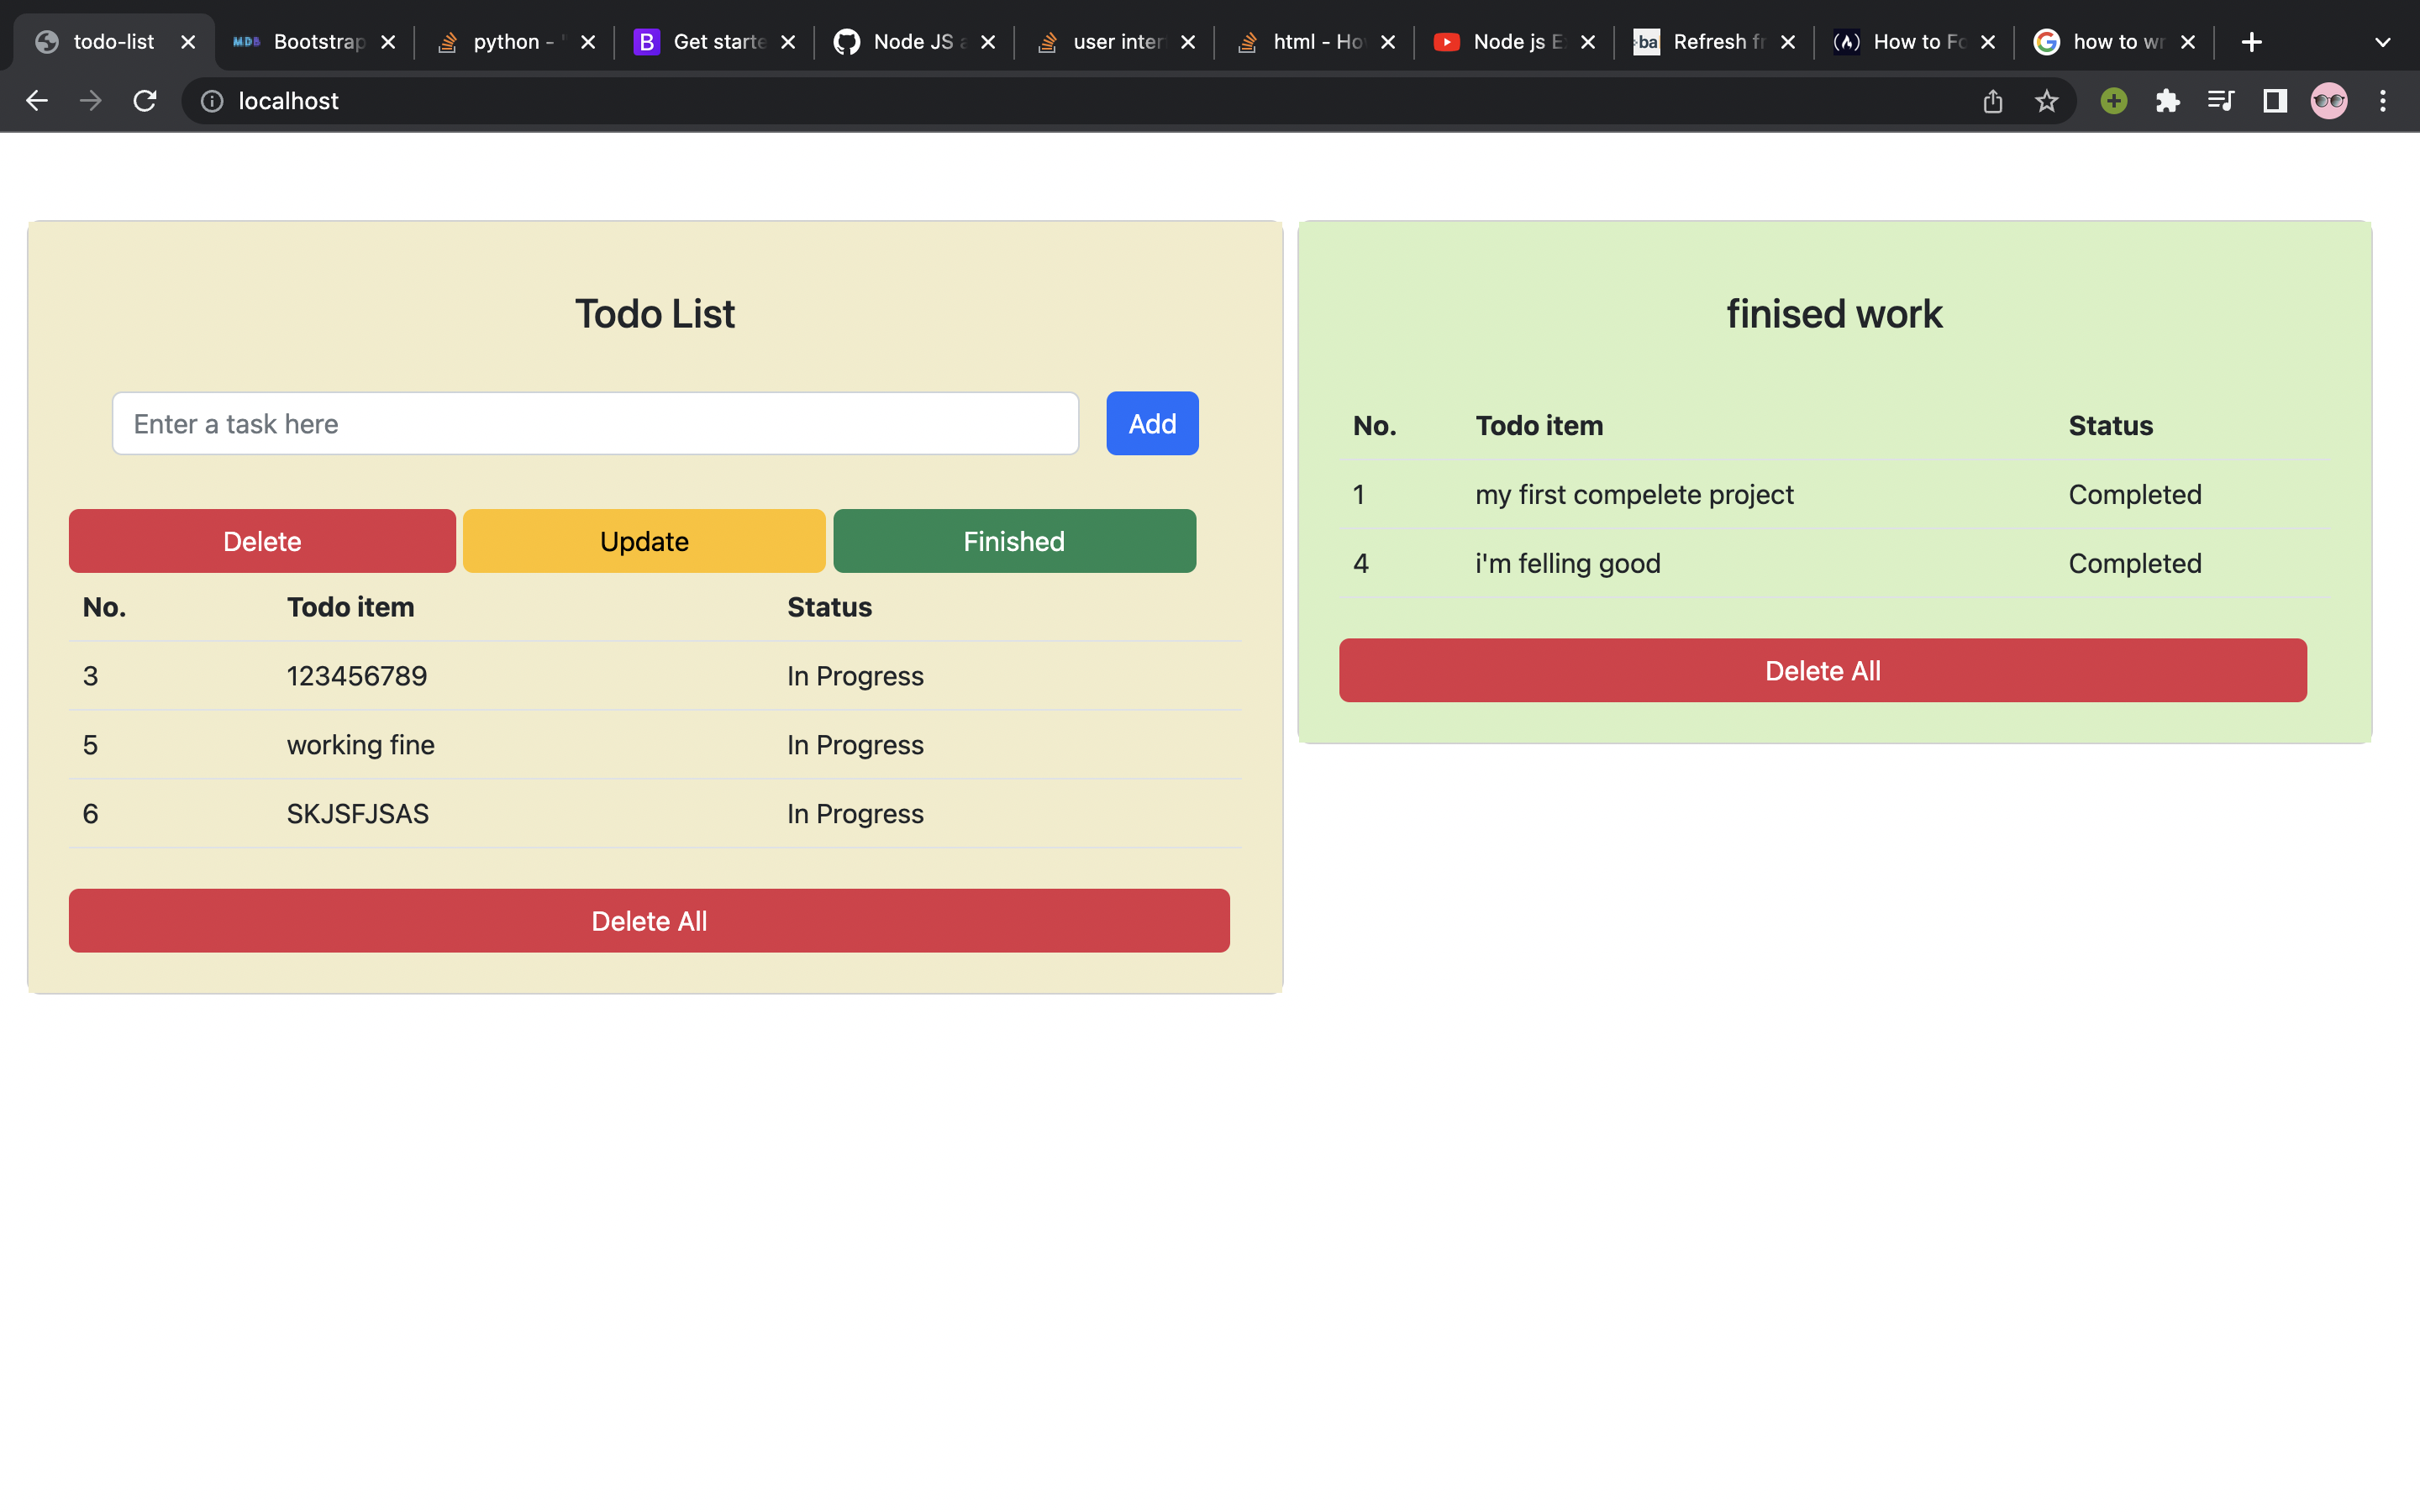 todo-list Bootstrap python - " Get starte Node JS a user inter html - Ho Node js E Refresh fr How to Fo how to wr
localhost
Todo List
Enter a task here Add
Delete Update Finished
No. Todo item Status
3 123456789 In Progress
5 working fine In Progress
6 SKJSFJSAS In Progress
Delete All
finised work
No. Todo item Status
1 my first compelete project Completed
4 i'm felling good Completed
Delete All